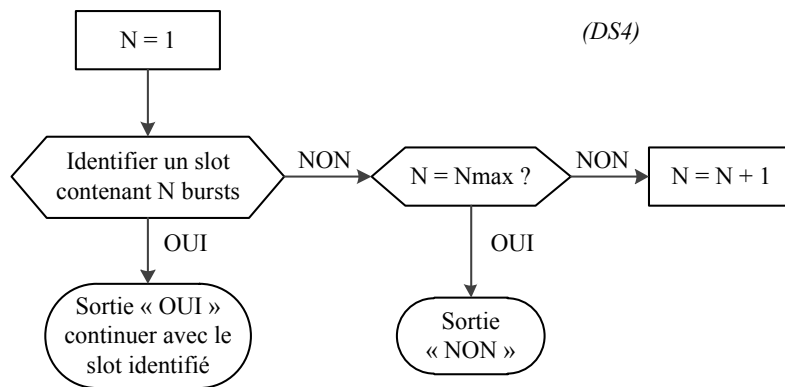 N = 1
(DS4)
Identifier un slot
contenant N bursts
NON
N = Nmax ?
NON
N = N + 1
OUI
OUI
Sortie « OUI »
continuer avec le
slot identifié
Sortie
« NON »